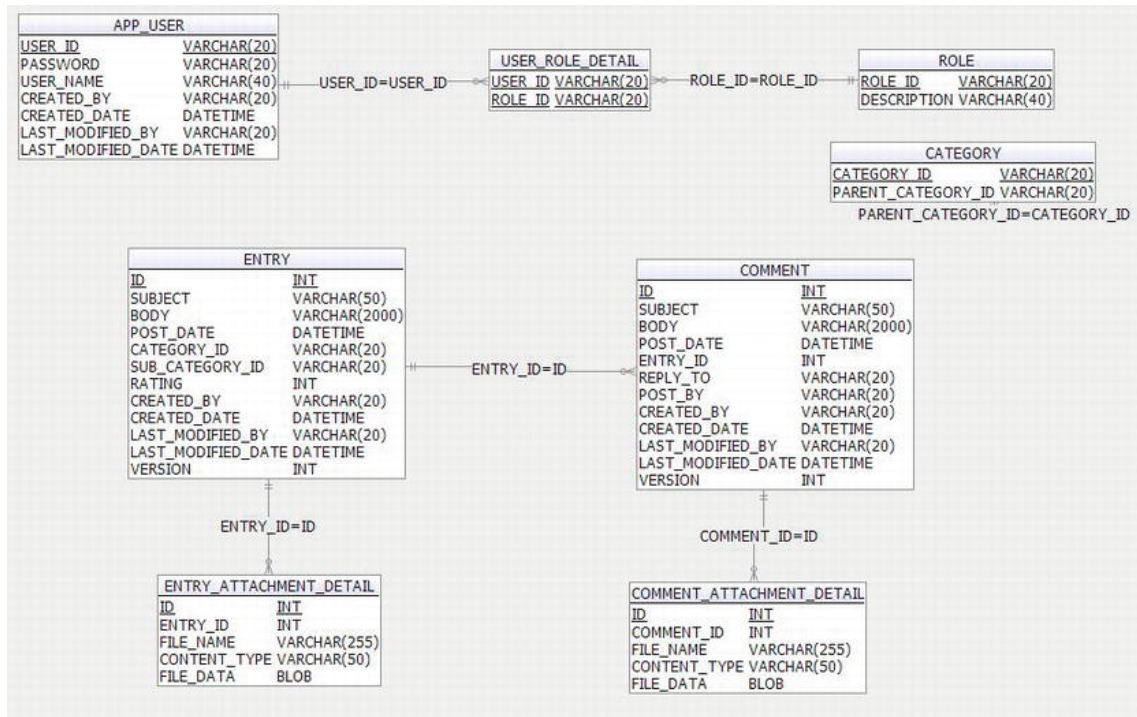 APP_USER
USER_ID VARCHAR(20)
PASSWORD VARCHAR(20)
USER_NAME VARCHAR(40)
CREATED_BY VARCHAR(20)
CREATED_DATE DATETIME
LAST_MODIFIED_BY VARCHAR(20)
LAST_MODIFIED_DATE DATETIME
USER_ID=USER_ID
USER_ROLE_DETAIL
USER_ID VARCHAR(20)
ROLE_ID VARCHAR(20)
ROLE_ID=ROLE_ID
ROLE
ROLE_ID VARCHAR(20)
DESCRIPTION VARCHAR(40)
CATEGORY
CATEGORY_ID VARCHAR(20)
PARENT_CATEGORY_ID VARCHAR(20)
PARENT_CATEGORY_ID=CATEGORY_ID
ENTRY
ID INT
SUBJECT VARCHAR(50)
BODY VARCHAR(2000)
POST_DATE DATETIME
CATEGORY_ID VARCHAR(20)
SUB_CATEGORY_ID VARCHAR(20)
RATING INT
CREATED_BY VARCHAR(20)
CREATED_DATE DATETIME
LAST_MODIFIED_BY VARCHAR(20)
LAST_MODIFIED_DATE DATETIME
VERSION INT
ENTRY_ID=ID
COMMENT
ID INT
SUBJECT VARCHAR(50)
BODY VARCHAR(2000)
POST_DATE DATETIME
ENTRY_ID INT
REPLY_TO VARCHAR(20)
POST_BY VARCHAR(20)
CREATED_BY VARCHAR(20)
CREATED_DATE DATETIME
LAST_MODIFIED_BY VARCHAR(20)
LAST_MODIFIED_DATE DATETIME
VERSION INT
ENTRY_ID=ID
ENTRY_ATTACHMENT_DETAIL
ID INT
ENTRY_ID INT
FILE_NAME VARCHAR(255)
CONTENT_TYPE VARCHAR(50)
FILE_DATA BLOB
COMMENT_ID=ID
COMMENT_ATTACHMENT_DETAIL
ID INT
COMMENT_ID INT
FILE_NAME VARCHAR(255)
CONTENT_TYPE VARCHAR(50)
FILE_DATA BLOB